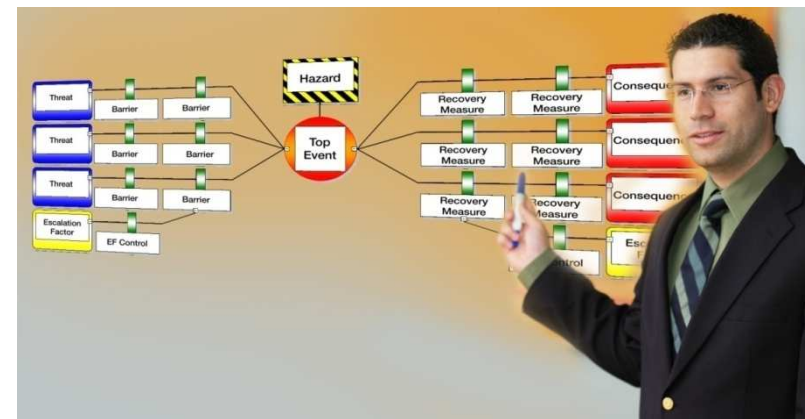 Hazard
Threat
Barrier
Barrier
Recovery
Measure
Recovery
Measure
Threat
Barrier
Barrier
Top
Event
Recovery
Measure
Recovery
Measure
Threat
Barrier
Barrier
Recovery
Measure
Recovery
Measure
Escalation
Factor
EF Control